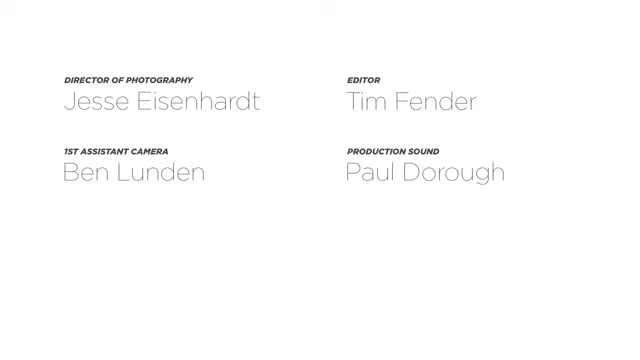 DIRECTOR OF PHOTOGRAPHY
Jesse Eisenhardt
EDITOR
Tim Fender
1ST ASSISTANT CAMERA
Ben Lunden
PRODUCTION SOUND
Paul Dorough